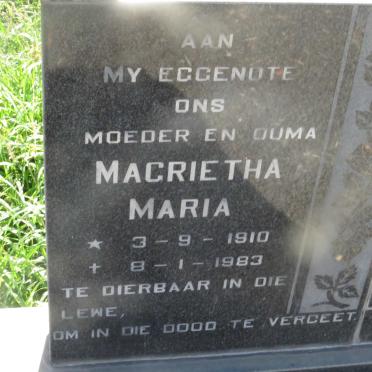 AAN
MY EGGENOTE
ONS
MOEDER EN OUMA
MAGRIETHA
MARIA
★ 3-9-1910
✝ 8-1-1983
TE DIERBAAR IN DIE
LEWE,
OM IN DIE DOOD TE VERGEET.